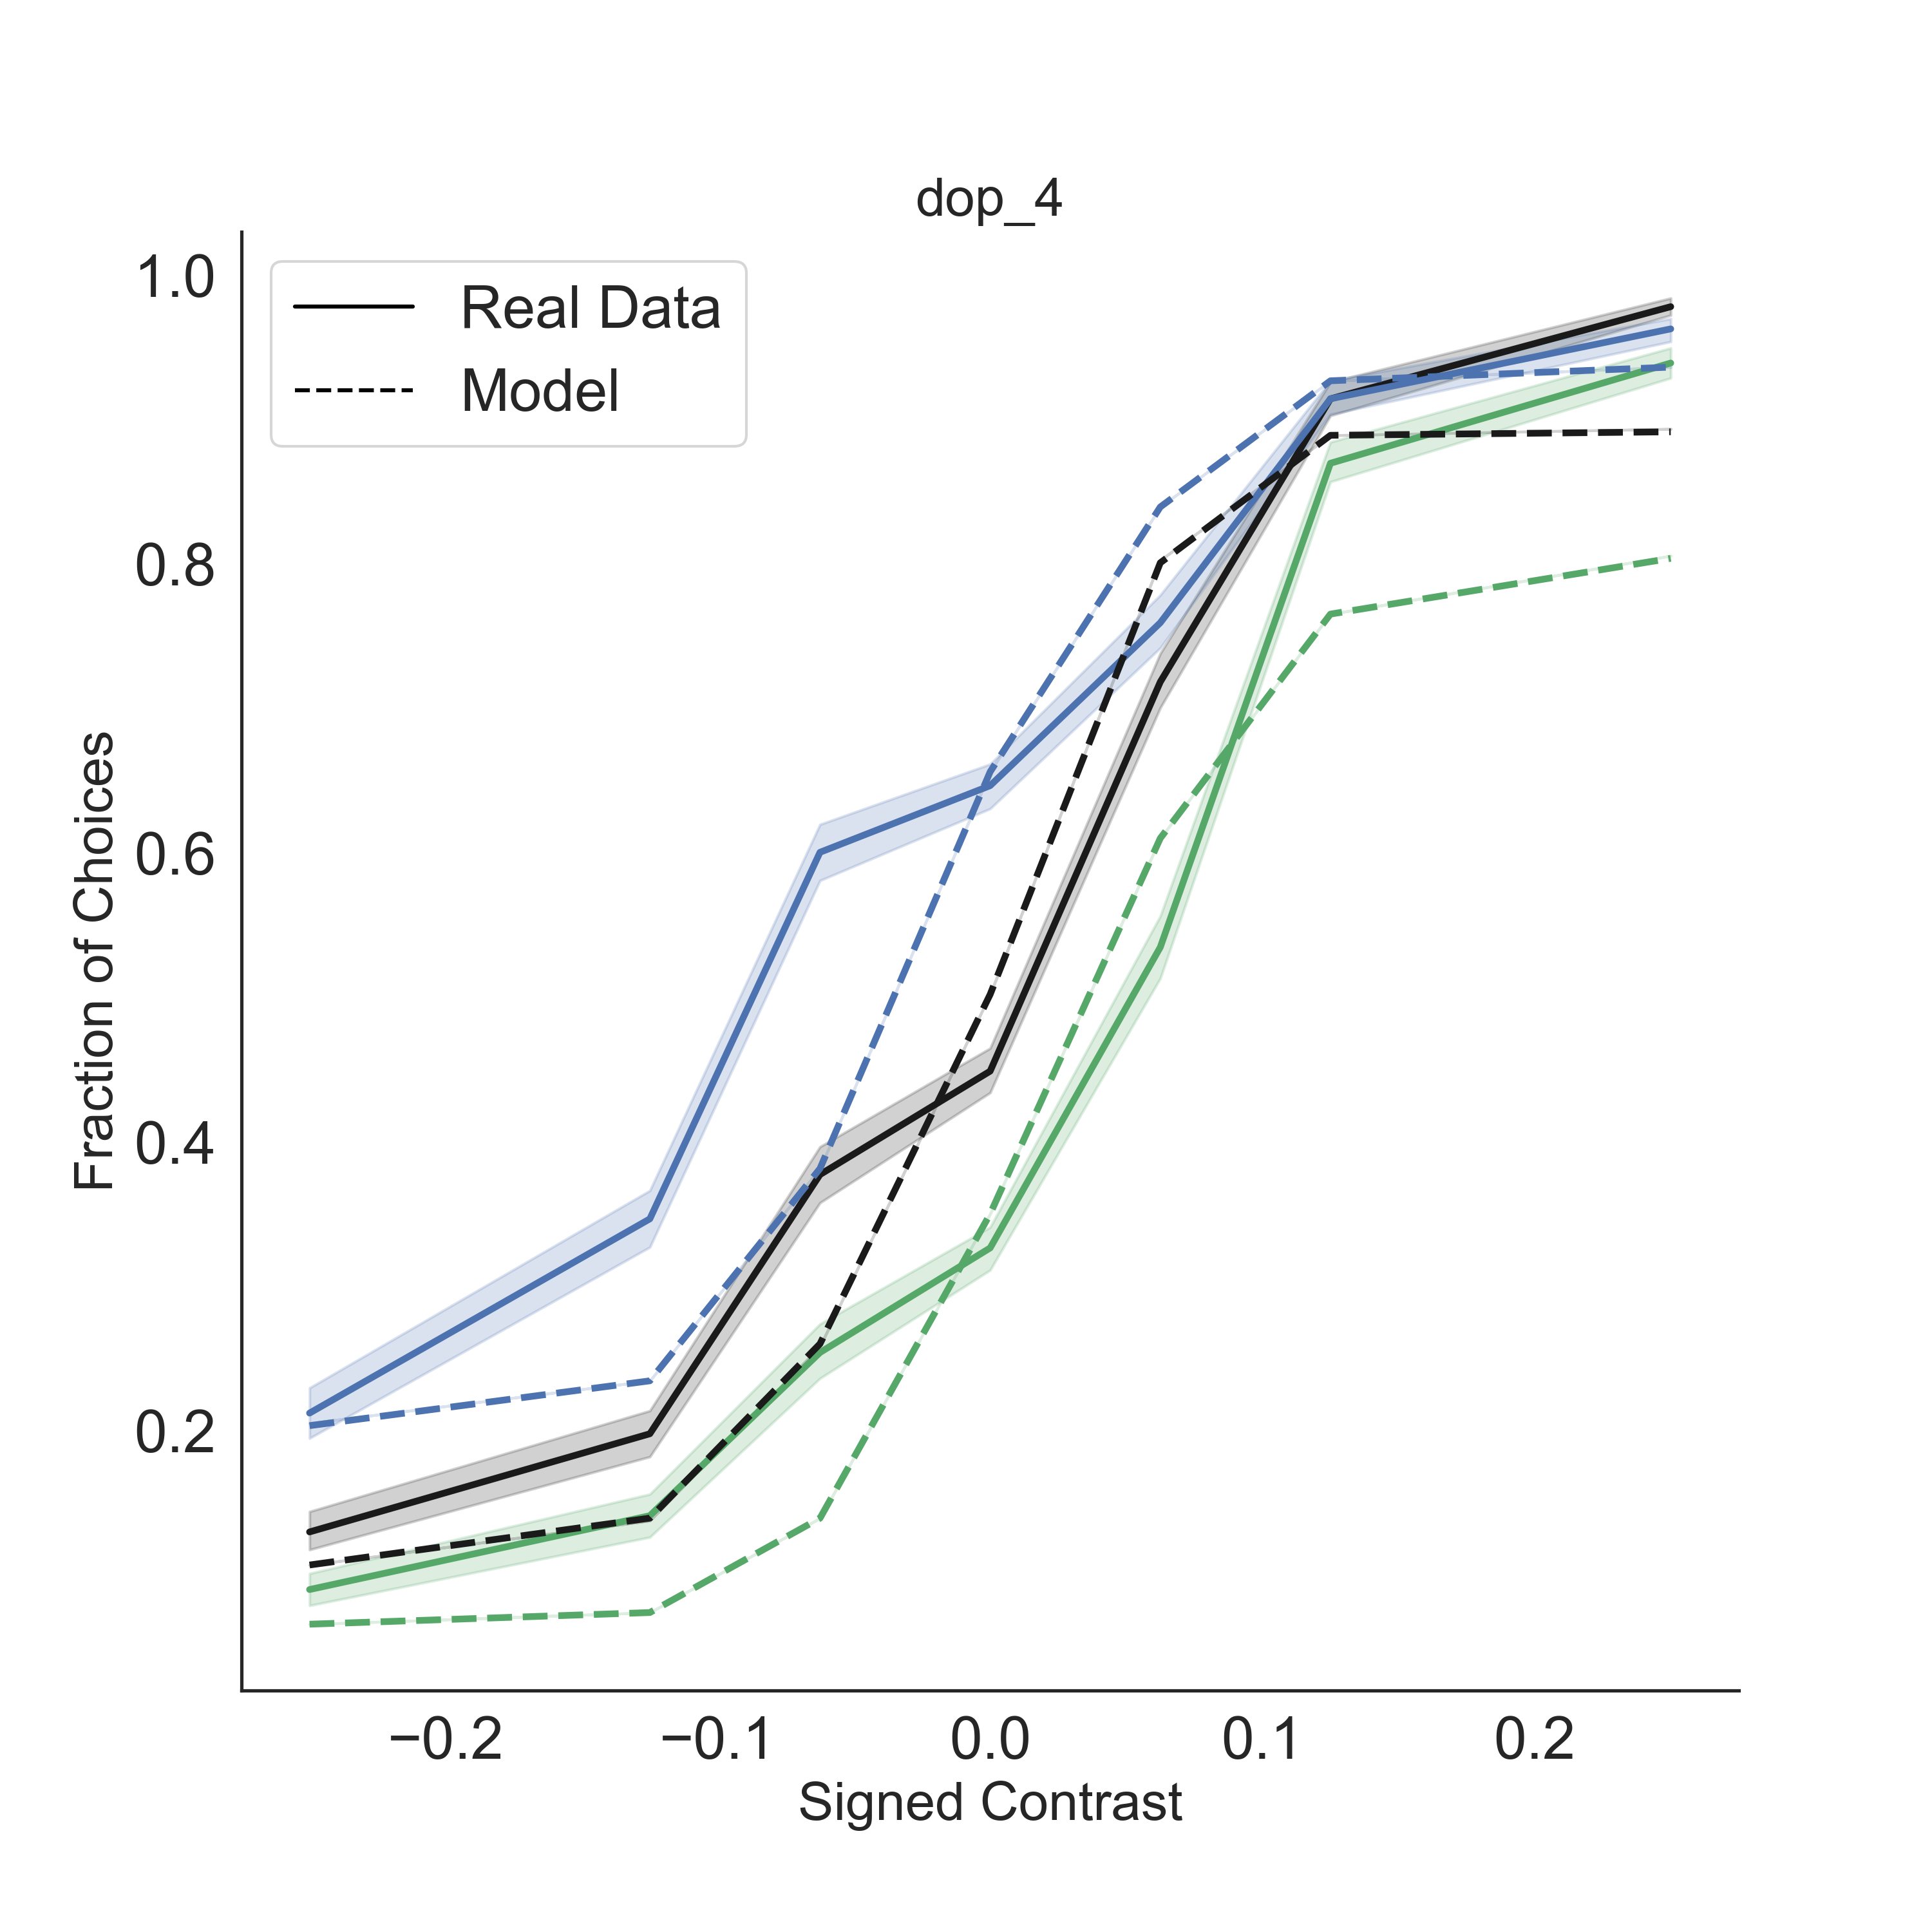 dop_4
Real Data
Model
1.0
0.8
0.6
0.4
0.2
Fraction of Choices
−0.2
−0.1
0.0
0.1
0.2
Signed Contrast